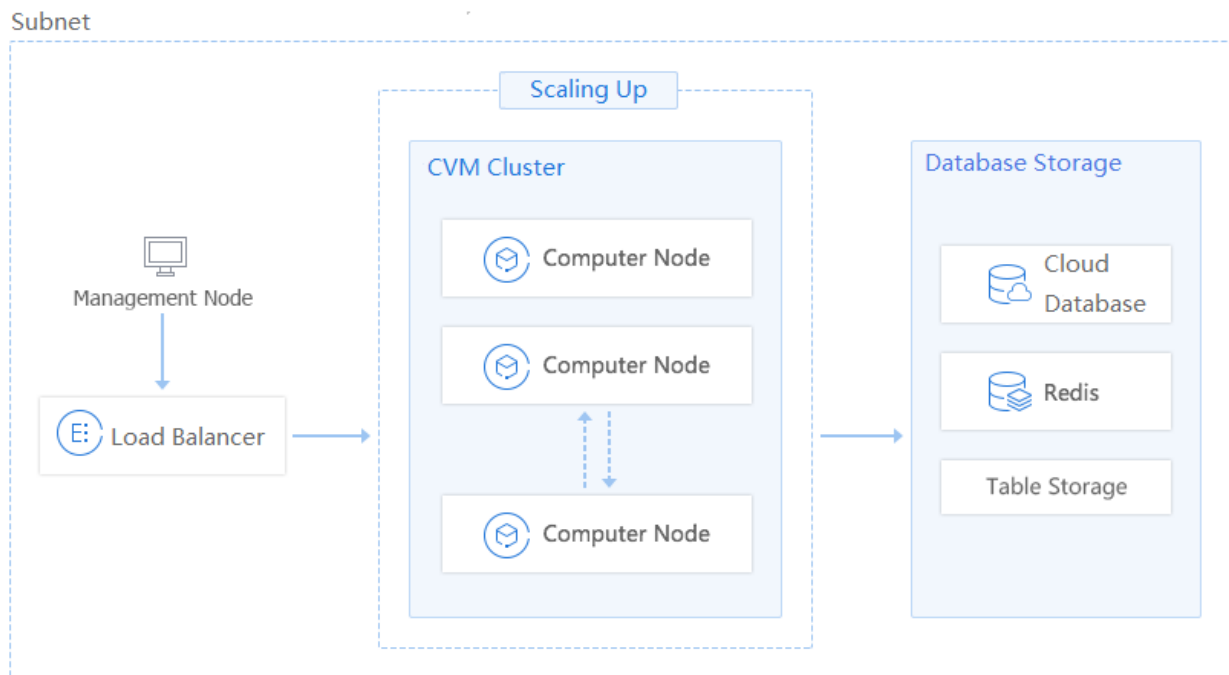 Subnet
Scaling Up
CVM Cluster
Database Storage
Computer Node
Cloud
Database
Management Node
Computer Node
Redis
Load Balancer
Table Storage
Computer Node